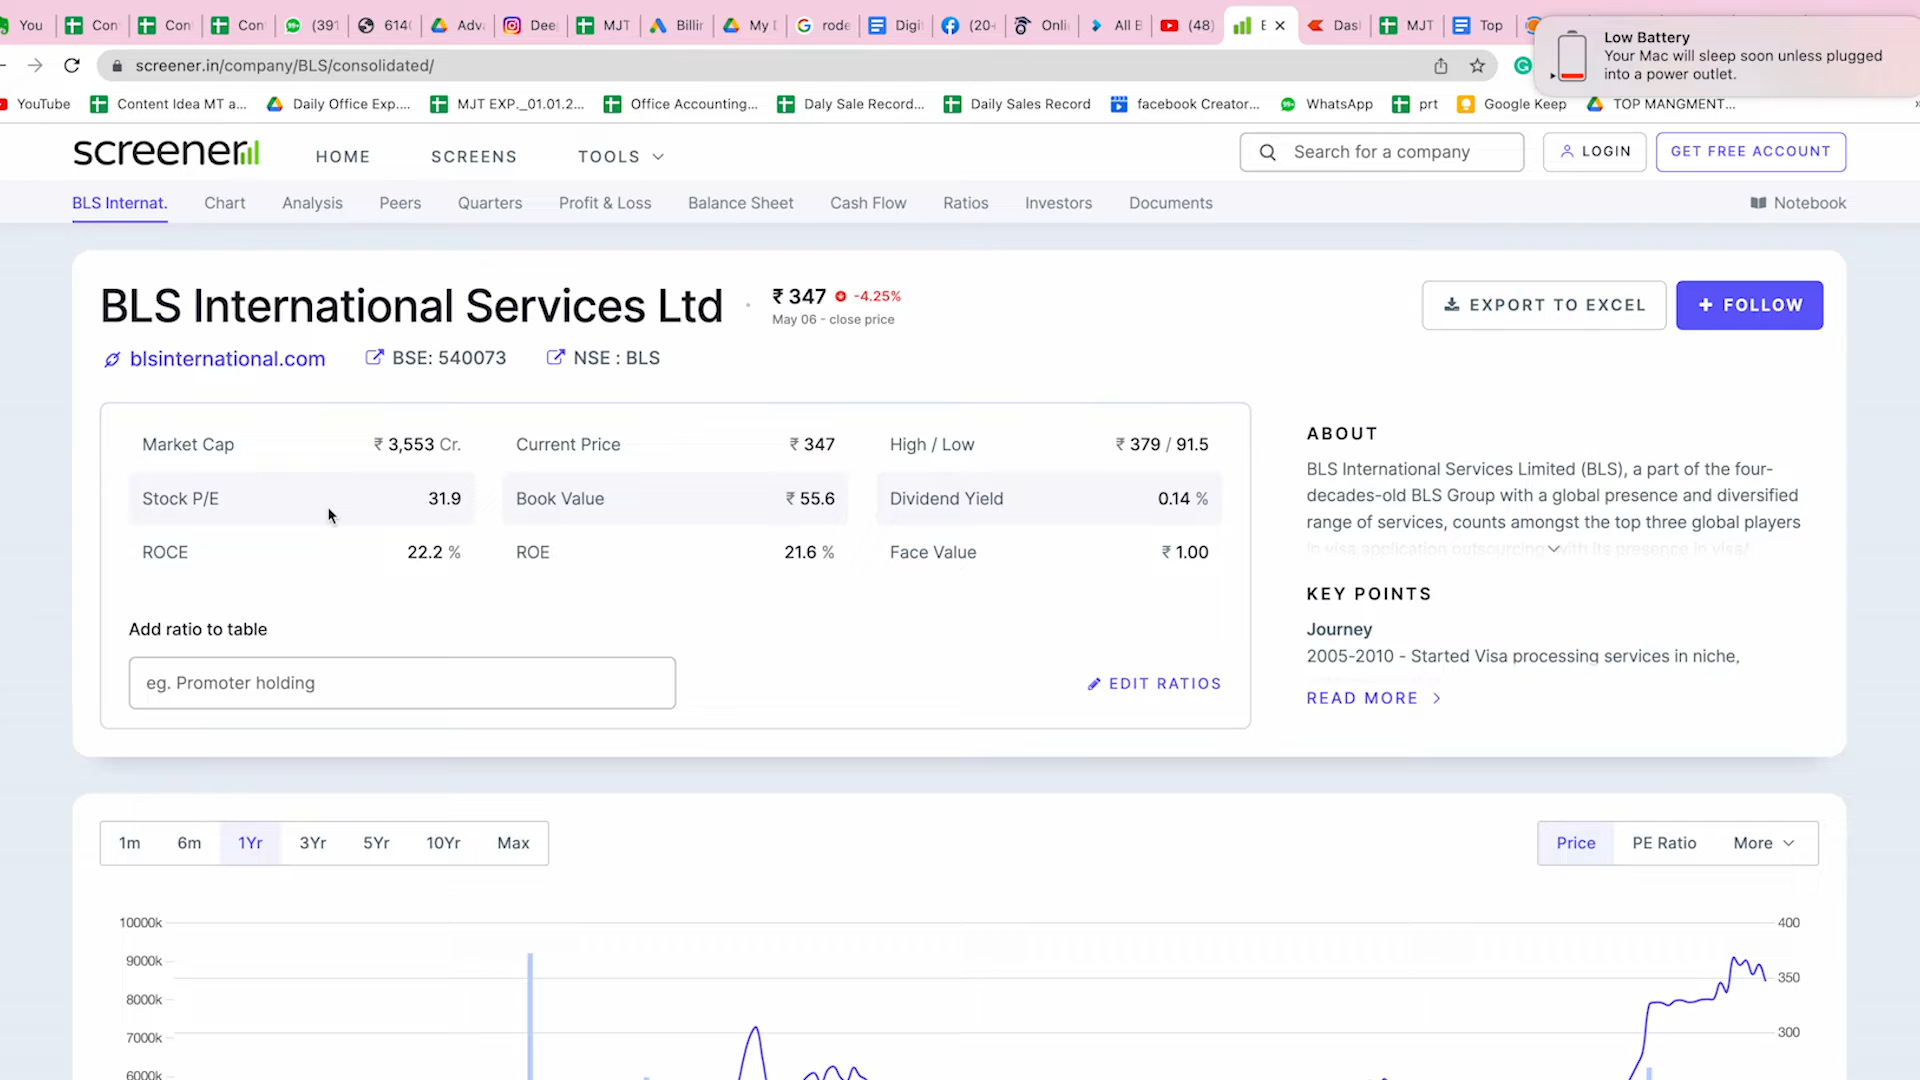 You Con Con Con (391 614( Adv Dee MJT Billir My D rode Digi (20+ Onli All B (48) E Das MJT Top
Low Battery
Your Mac will sleep soon unless plugged
into a power outlet.
screener.in/company/BLS/consolidated/
YouTube Content Idea MT a... Daily Office Exp.... MJT EXP._01.01.2... Office Accounting... Daly Sale Record... Daily Sales Record facebook Creator... WhatsApp prt Google Keep TOP MANGMENT...
screener HOME SCREENS TOOLS Search for a company LOGIN GET FREE ACCOUNT
BLS Internat. Chart Analysis Peers Quarters Profit & Loss Balance Sheet Cash Flow Ratios Investors Documents Notebook
BLS International Services Ltd ₹ 347 -4.25%
May 06 - close price
EXPORT TO EXCEL + FOLLOW
blsinternational.com BSE: 540073 NSE : BLS
Market Cap ₹ 3,553 Cr. Current Price ₹ 347 High / Low ₹ 379 / 91.5
Stock P/E 31.9 Book Value ₹ 55.6 Dividend Yield 0.14 %
ROCE 22.2 % ROE 21.6 % Face Value ₹ 1.00
Add ratio to table
eg. Promoter holding
EDIT RATIOS
ABOUT
BLS International Services Limited (BLS), a part of the four-
decades-old BLS Group with a global presence and diversified
range of services, counts amongst the top three global players
in visa application outsourcing with its presence in visa/
KEY POINTS
Journey
2005-2010 - Started Visa processing services in niche,
READ MORE
1m 6m 1Yr 3Yr 5Yr 10Yr Max Price PE Ratio More
10000k 400
9000k
350
8000k
7000k 300
6000k